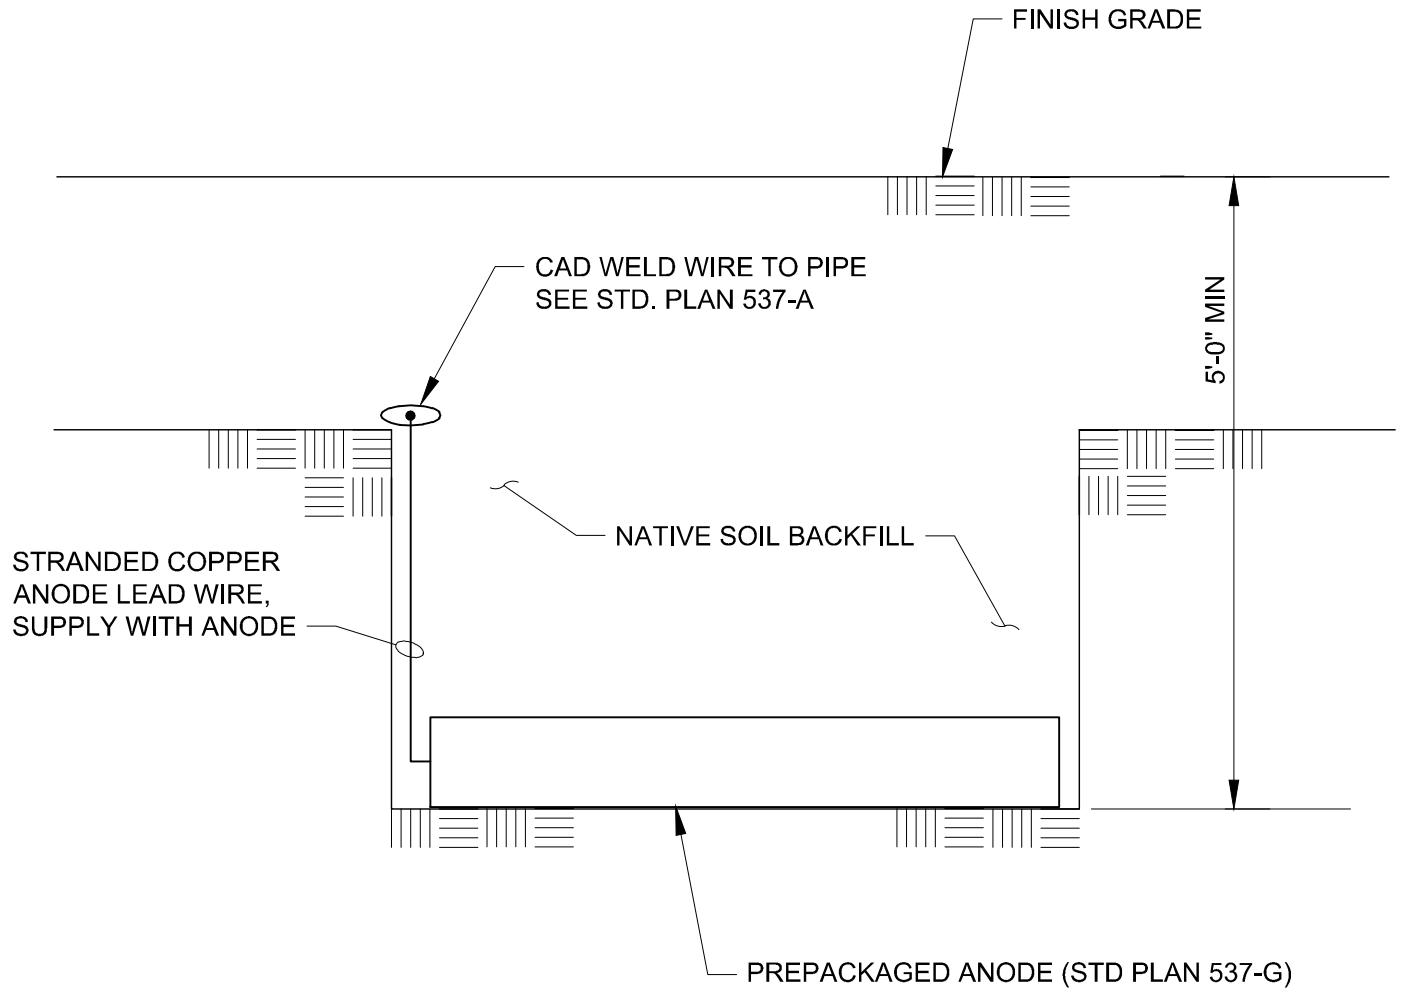 FINISH GRADE
CAD WELD WIRE TO PIPE
SEE STD. PLAN 537-A
5'-0" MIN
NATIVE SOIL BACKFILL
STRANDED COPPER
ANODE LEAD WIRE,
SUPPLY WITH ANODE
PREPACKAGED ANODE (STD PLAN 537-G)